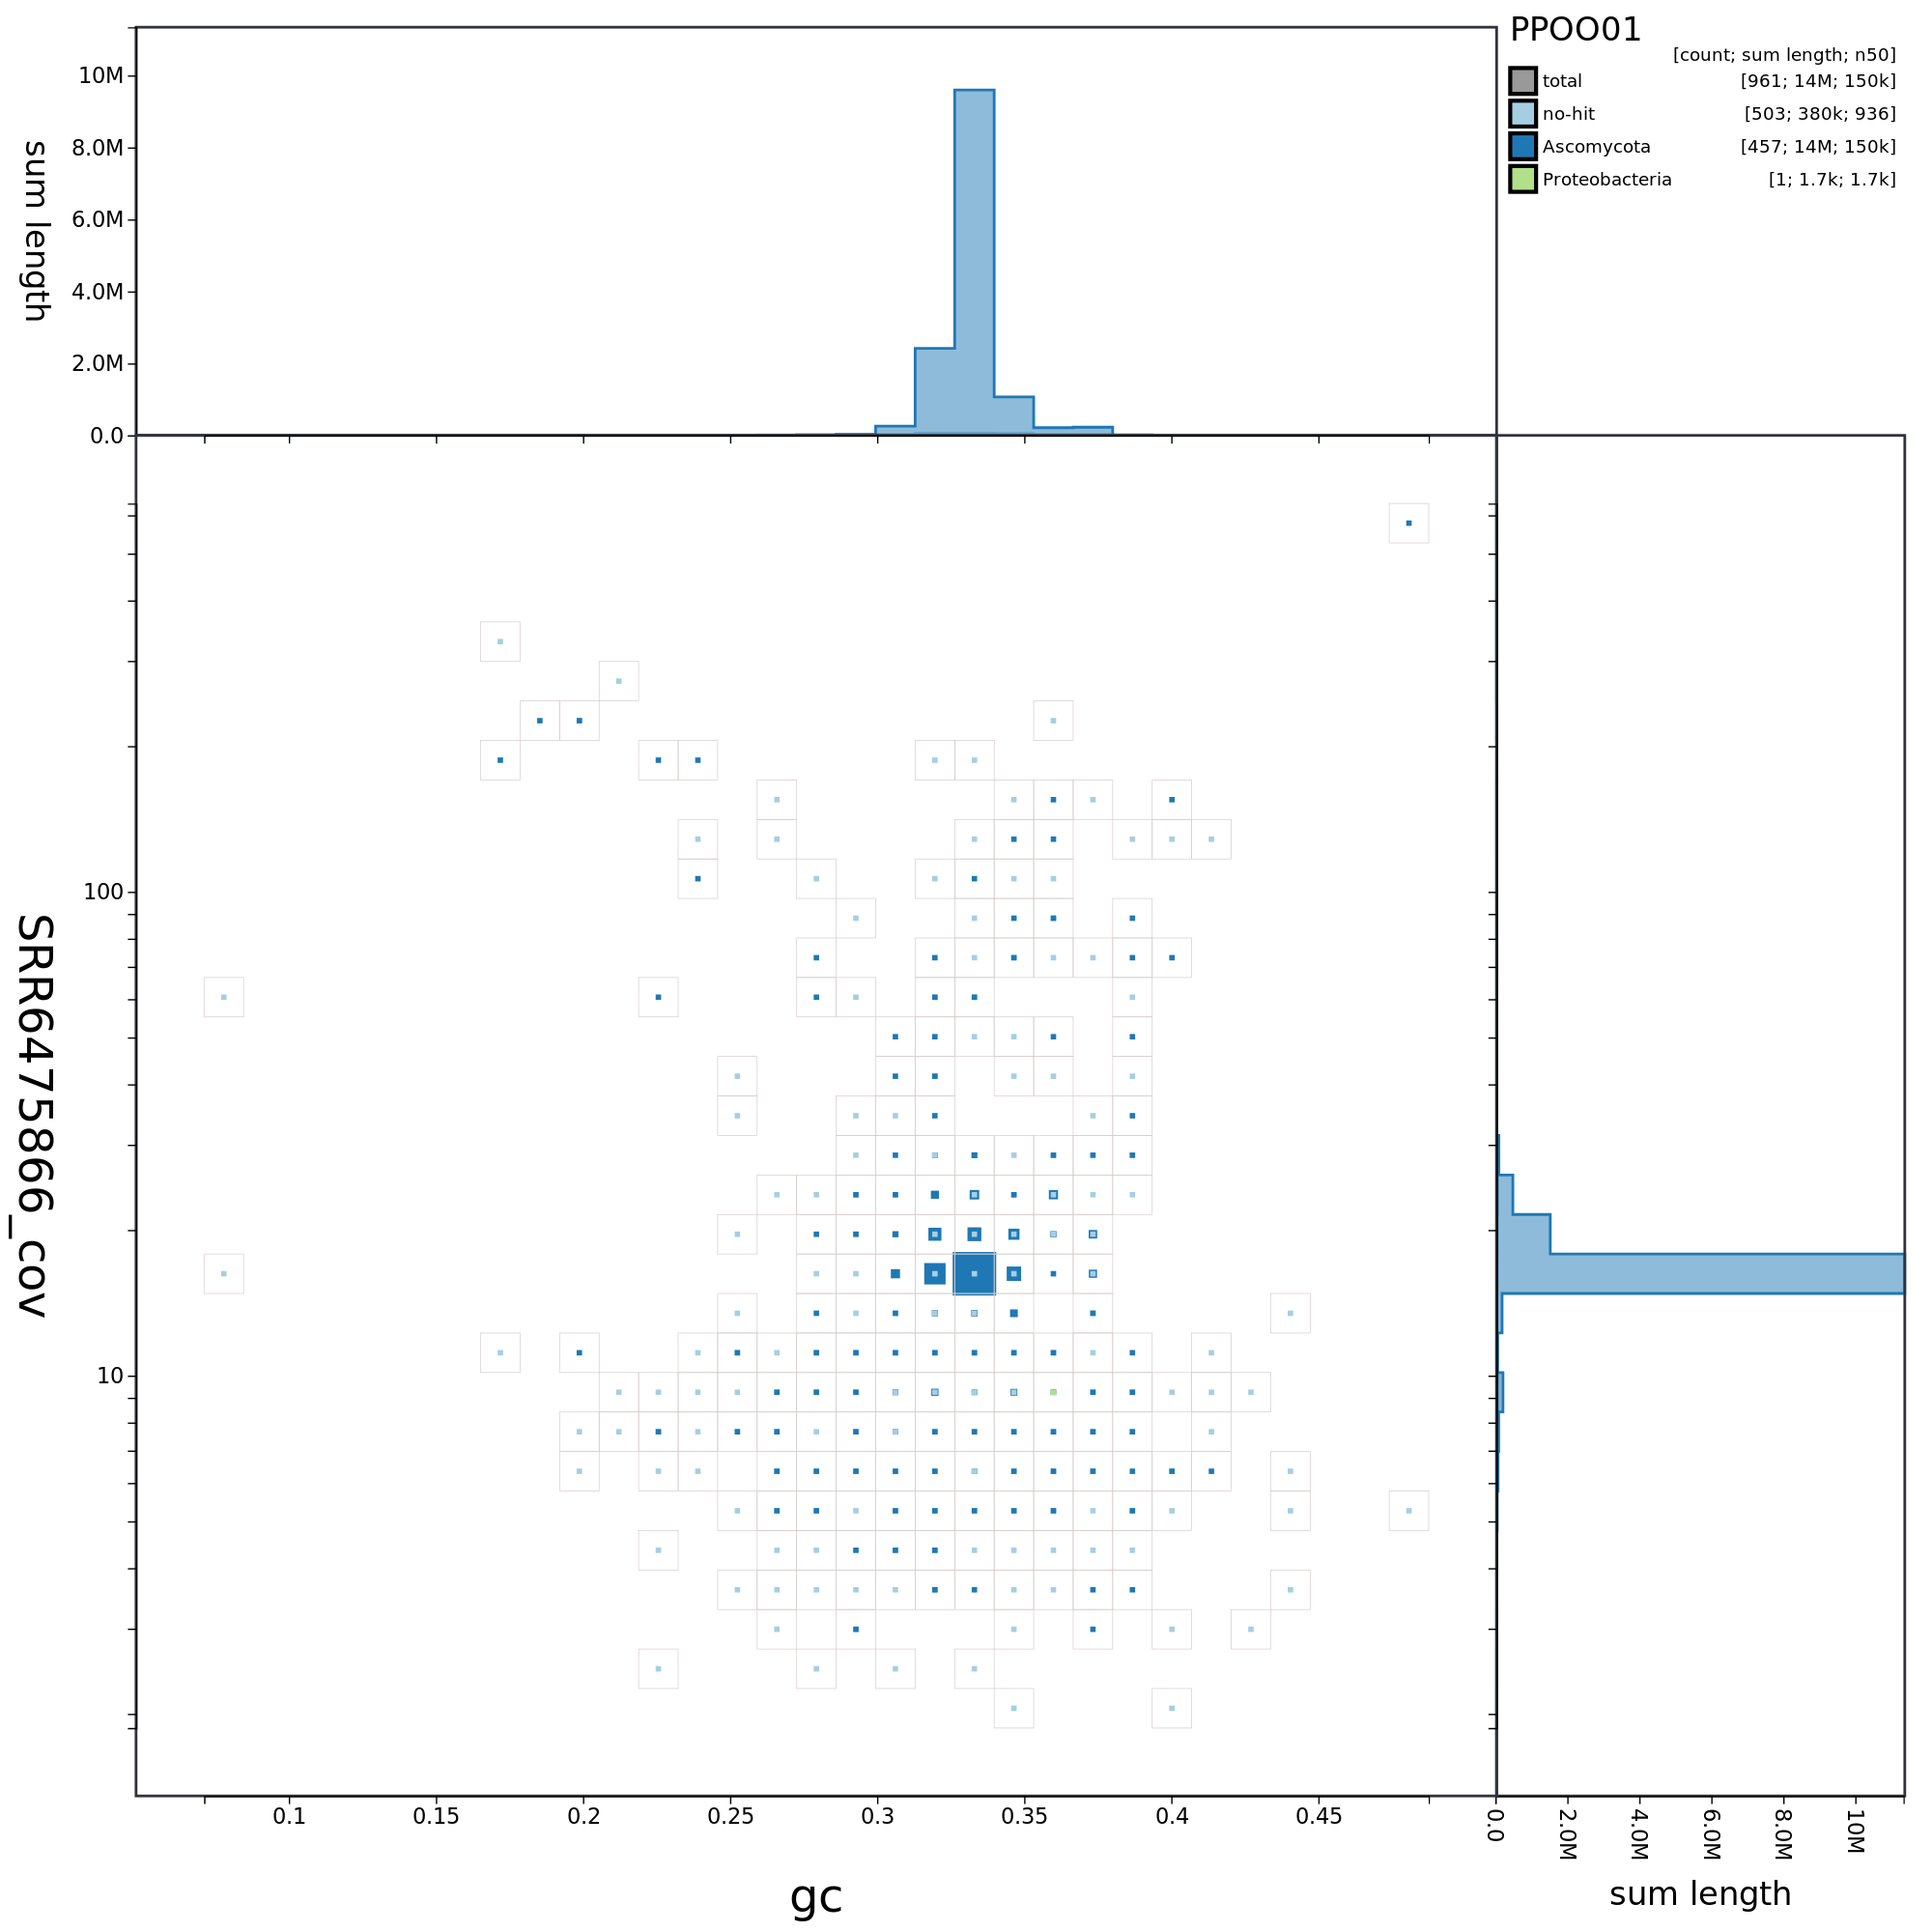 PPOO01
[count; sum length; n50]
total [961; 14M; 150k]
no-hit [503; 380k; 936]
Ascomycota [457; 14M; 150k]
Proteobacteria [1; 1.7k; 1.7k]
sum length
10M
8.0M
6.0M
4.0M
2.0M
0.0
SRR6475866_cov
100
10
0.1 0.15 0.2 0.25 0.3 0.35 0.4 0.45
gc
0.0 2.0M 4.0M 6.0M 8.0M 10M
sum length